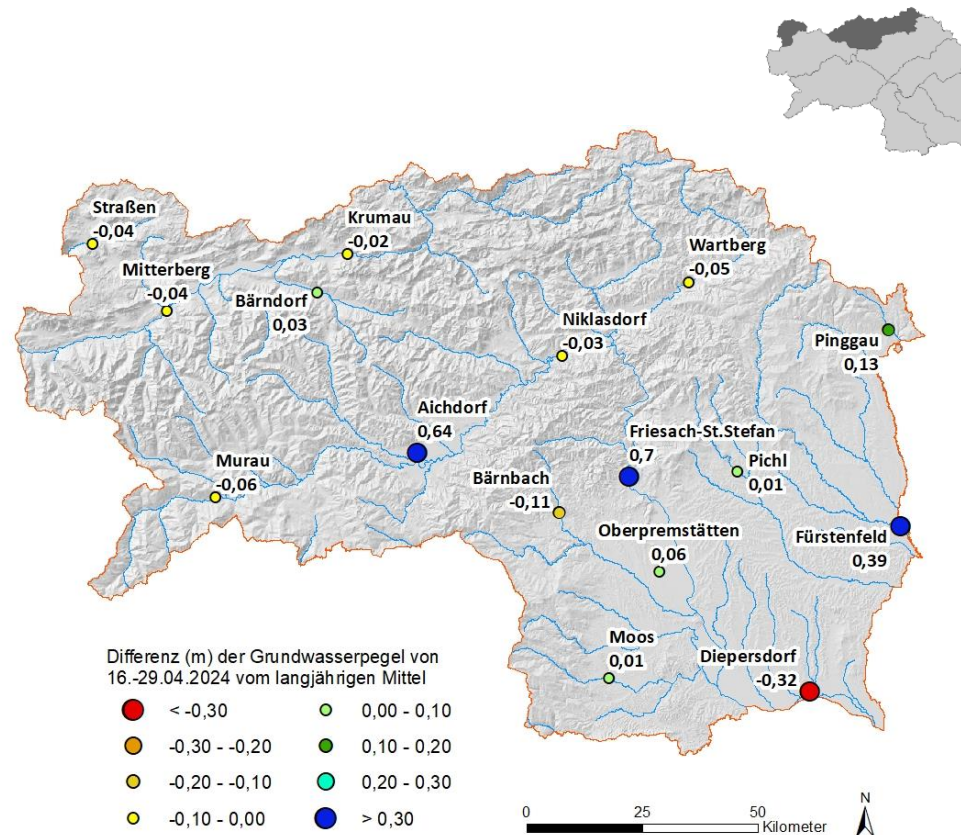 Straßen
-0,04
Krumau
-0,02
Wartberg
-0,05
Mitterberg
-0,04
Bärndorf
0,03
Niklasdorf
-0,03
Pinggau
0,13
Aichdorf
0,64
Friesach-St.Stefan
0,7
Murau
-0,06
Bärnbach
-0,11
Pichl
0,01
Oberpremstätten
0,06
Fürstenfeld
0,39
Moos
0,01
Diepersdorf
-0,32
Differenz (m) der Grundwasserpegel von
16.-29.04.2024 vom langjährigen Mittel
< -0,30
-0,30 - -0,20
-0,20 - -0,10
-0,10 - 0,00
0,00 - 0,10
0,10 - 0,20
0,20 - 0,30
> 0,30
0 25 50
Kilometer
N